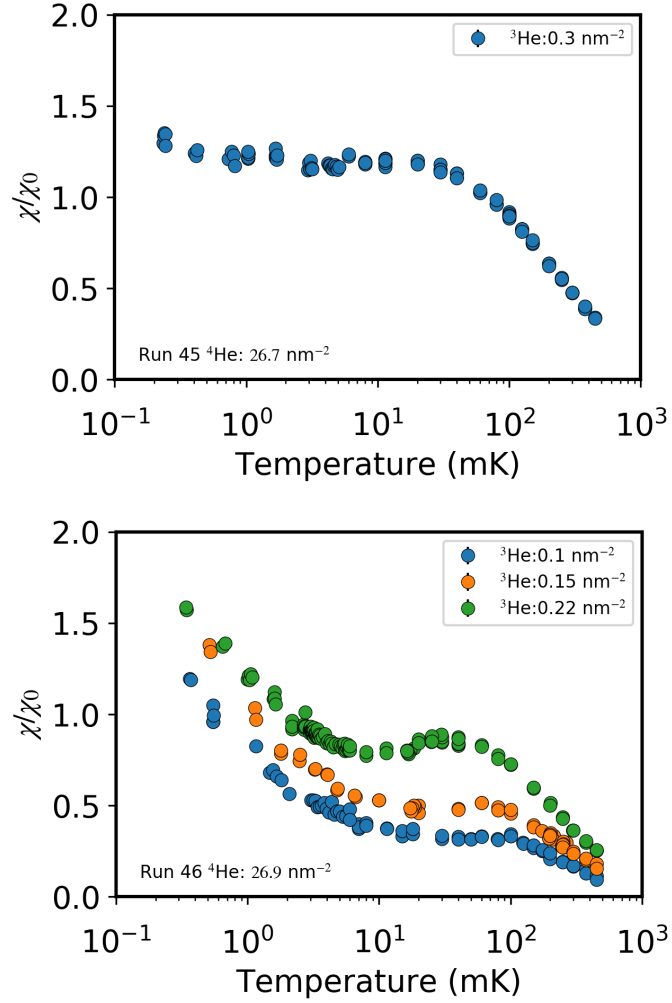 2.0
1.5
1.0
0.5
0.0
χ/χ₀
³He:0.3 nm⁻²
Run 45 ⁴He: 26.7 nm⁻²
10⁻¹ 10⁰ 10¹ 10² 10³
Temperature (mK)
2.0
1.5
1.0
0.5
0.0
χ/χ₀
³He:0.1 nm⁻²
³He:0.15 nm⁻²
³He:0.22 nm⁻²
Run 46 ⁴He: 26.9 nm⁻²
10⁻¹ 10⁰ 10¹ 10² 10³
Temperature (mK)